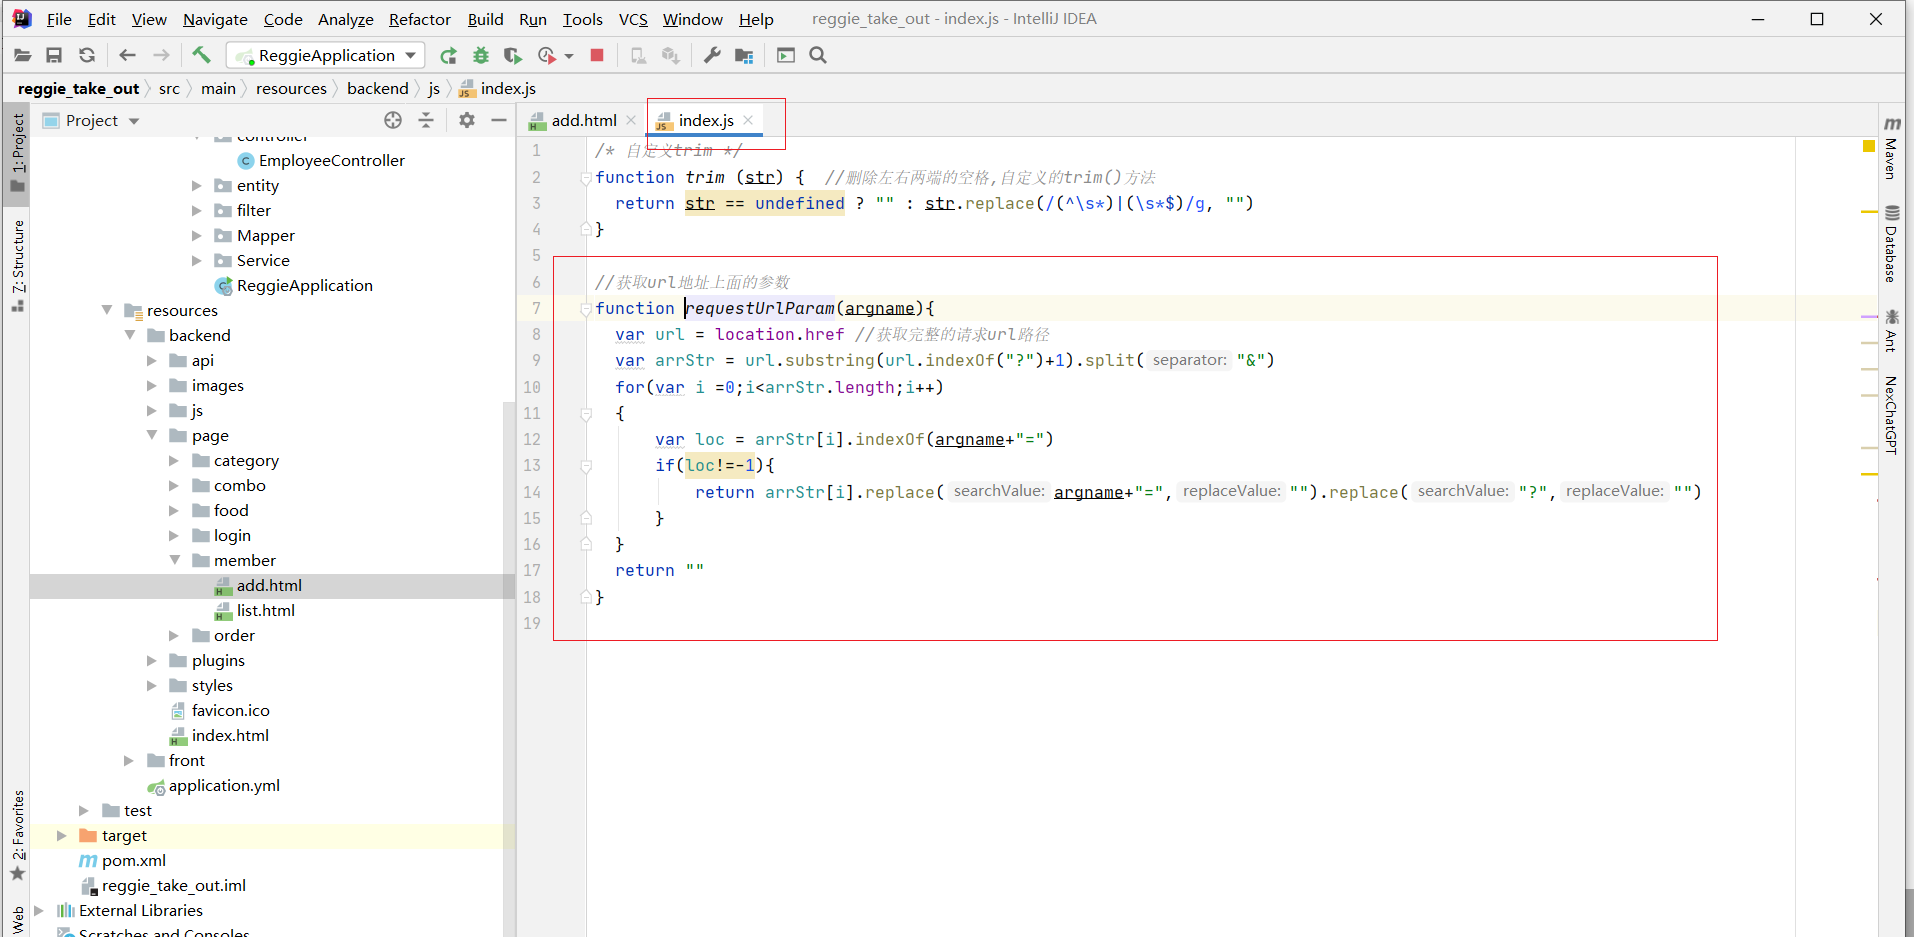 File Edit View Navigate Code Analyze Refactor Build Run Tools VCS Window Help reggie_take_out - index.js - IntelliJ IDEA
ReggieApplication
reggie_take_out src main resources backend js index.js
Project
add.html index.js
1: Project
Z: Structure
2: Favorites
Web
controller
EmployeeController
entity
filter
Mapper
Service
ReggieApplication
resources
backend
api
images
js
page
category
combo
food
login
member
add.html
list.html
order
plugins
styles
favicon.ico
index.html
front
application.yml
test
target
pom.xml
reggie_take_out.iml
External Libraries
Scratches and Consoles
1 /* 自定义trim */
2 function trim (str) { //删除左右两端的空格,自定义的trim()方法
3 return str == undefined ? "" : str.replace(/(^\s*)|(\s*$)/g, "")
4 }
5
6 //获取url地址上面的参数
7 function requestUrlParam(argname){
8 var url = location.href //获取完整的请求url路径
9 var arrStr = url.substring(url.indexOf("?")+1).split( separator: "&")
10 for(var i =0;i<arrStr.length;i++)
11 {
12 var loc = arrStr[i].indexOf(argname+"=")
13 if(loc!=-1){
14 return arrStr[i].replace( searchValue: argname+"=", replaceValue: "").replace( searchValue: "?", replaceValue: "")
15 }
16 }
17 return ""
18 }
19
Maven
Database
Ant
NexChatGPT